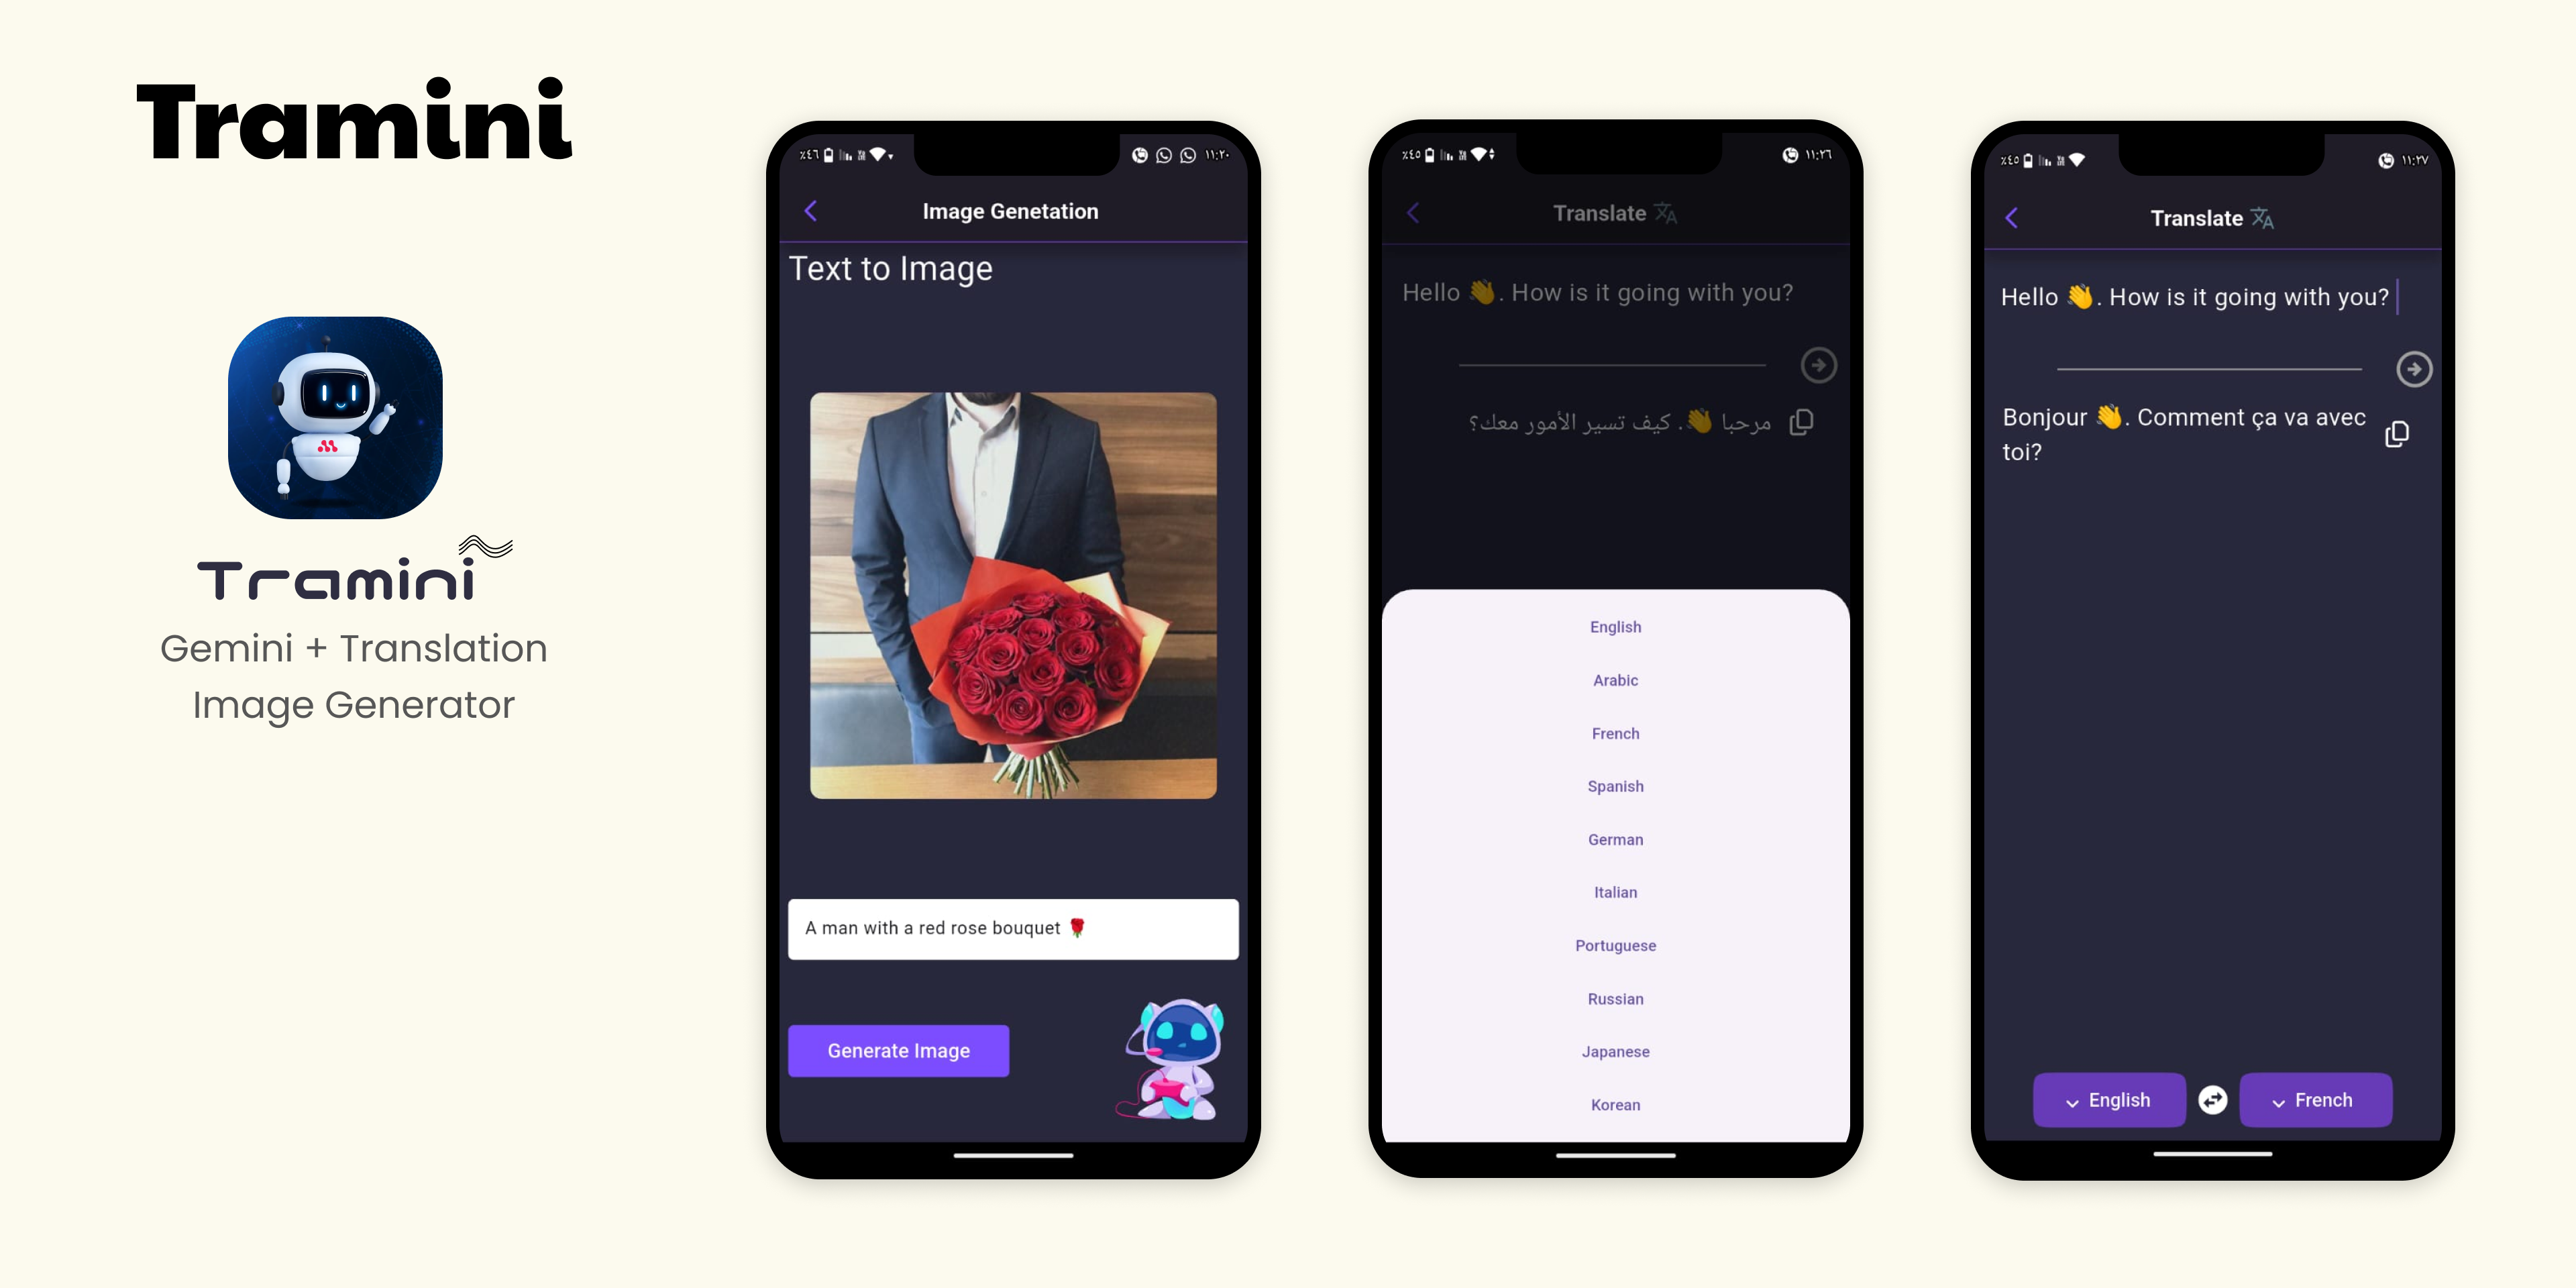 Tramini
Tramini
Gemini + Translation
Image Generator
٪٤٦
١١:٢٠
Image Genetation
Text to Image
A man with a red rose bouquet 🌹
Generate Image
٪٤٥
١١:٢٦
Translate
Hello 👋. How is it going with you?
مرحبا 👋. كيف تسير الأمور معك؟
English
Arabic
French
Spanish
German
Italian
Portuguese
Russian
Japanese
Korean
٪٤٥
١١:٢٧
Translate
Hello 👋. How is it going with you?
Bonjour 👋. Comment ça va avec
toi?
English
French